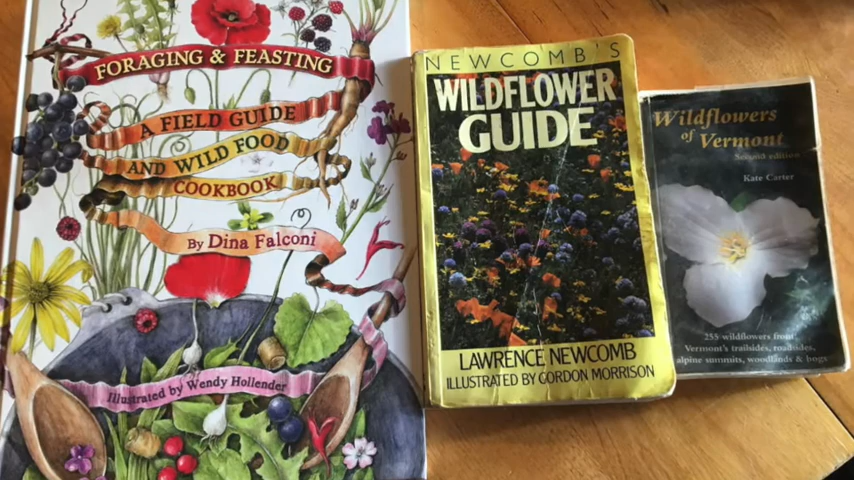 FORAGING & FEASTING
A FIELD GUIDE
AND WILD FOOD
COOKBOOK
By Dina Falconi
Illustrated by Wendy Hollender
NEWCOMB'S
WILDFLOWER
GUIDE
LAWRENCE NEWCOMB
ILLUSTRATED BY GORDON MORRISON
Wildflowers
of Vermont
Second edition
Kate Carter
255 wildflowers from
Vermont's trailsides, roadsides,
alpine summits, woodlands & bogs